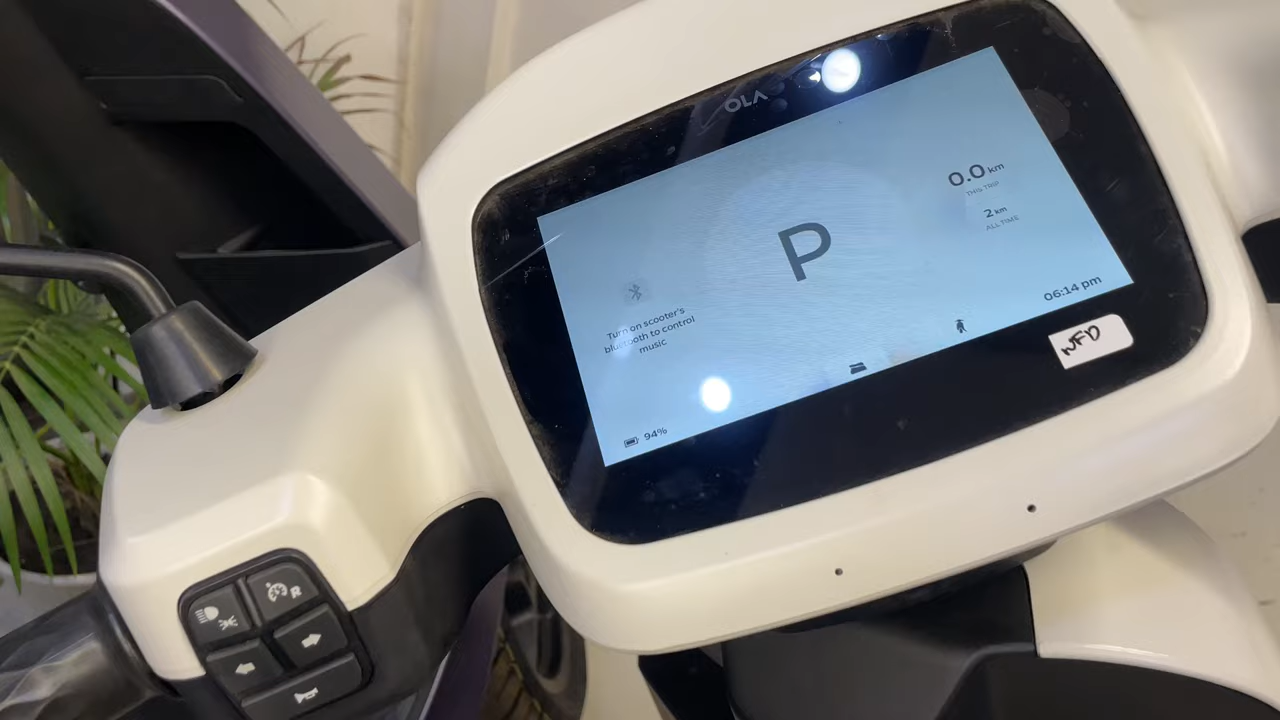 OLA
0.0 km
THIS TRIP
2 km
ALL TIME
P
Turn on scooter's
bluetooth to control
music
06:14 pm
94%
NFD
R